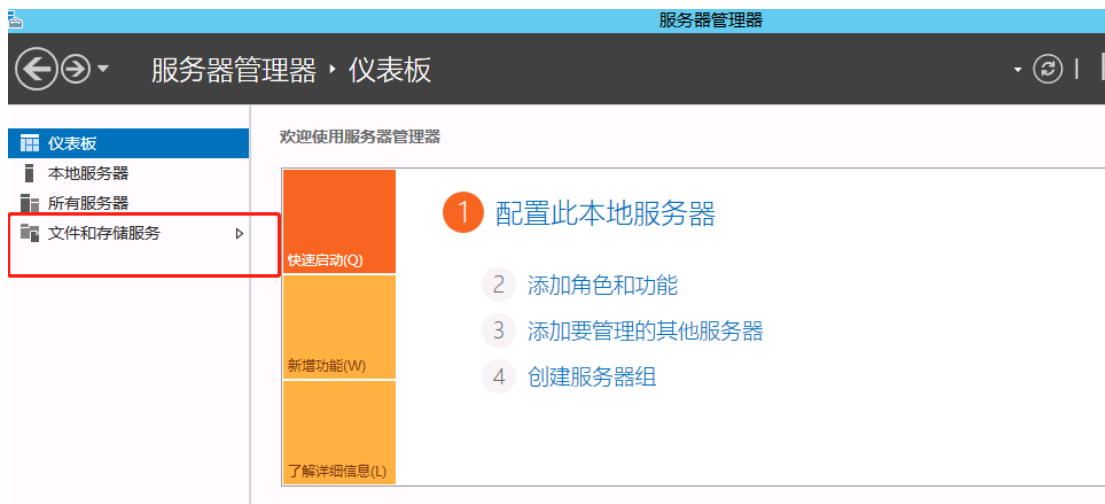 服务器管理器
服务器管理器 ‣ 仪表板
仪表板
本地服务器
所有服务器
文件和存储服务
欢迎使用服务器管理器
快速启动(Q)
新增功能(W)
了解详细信息(L)
1 配置此本地服务器
2 添加角色和功能
3 添加要管理的其他服务器
4 创建服务器组